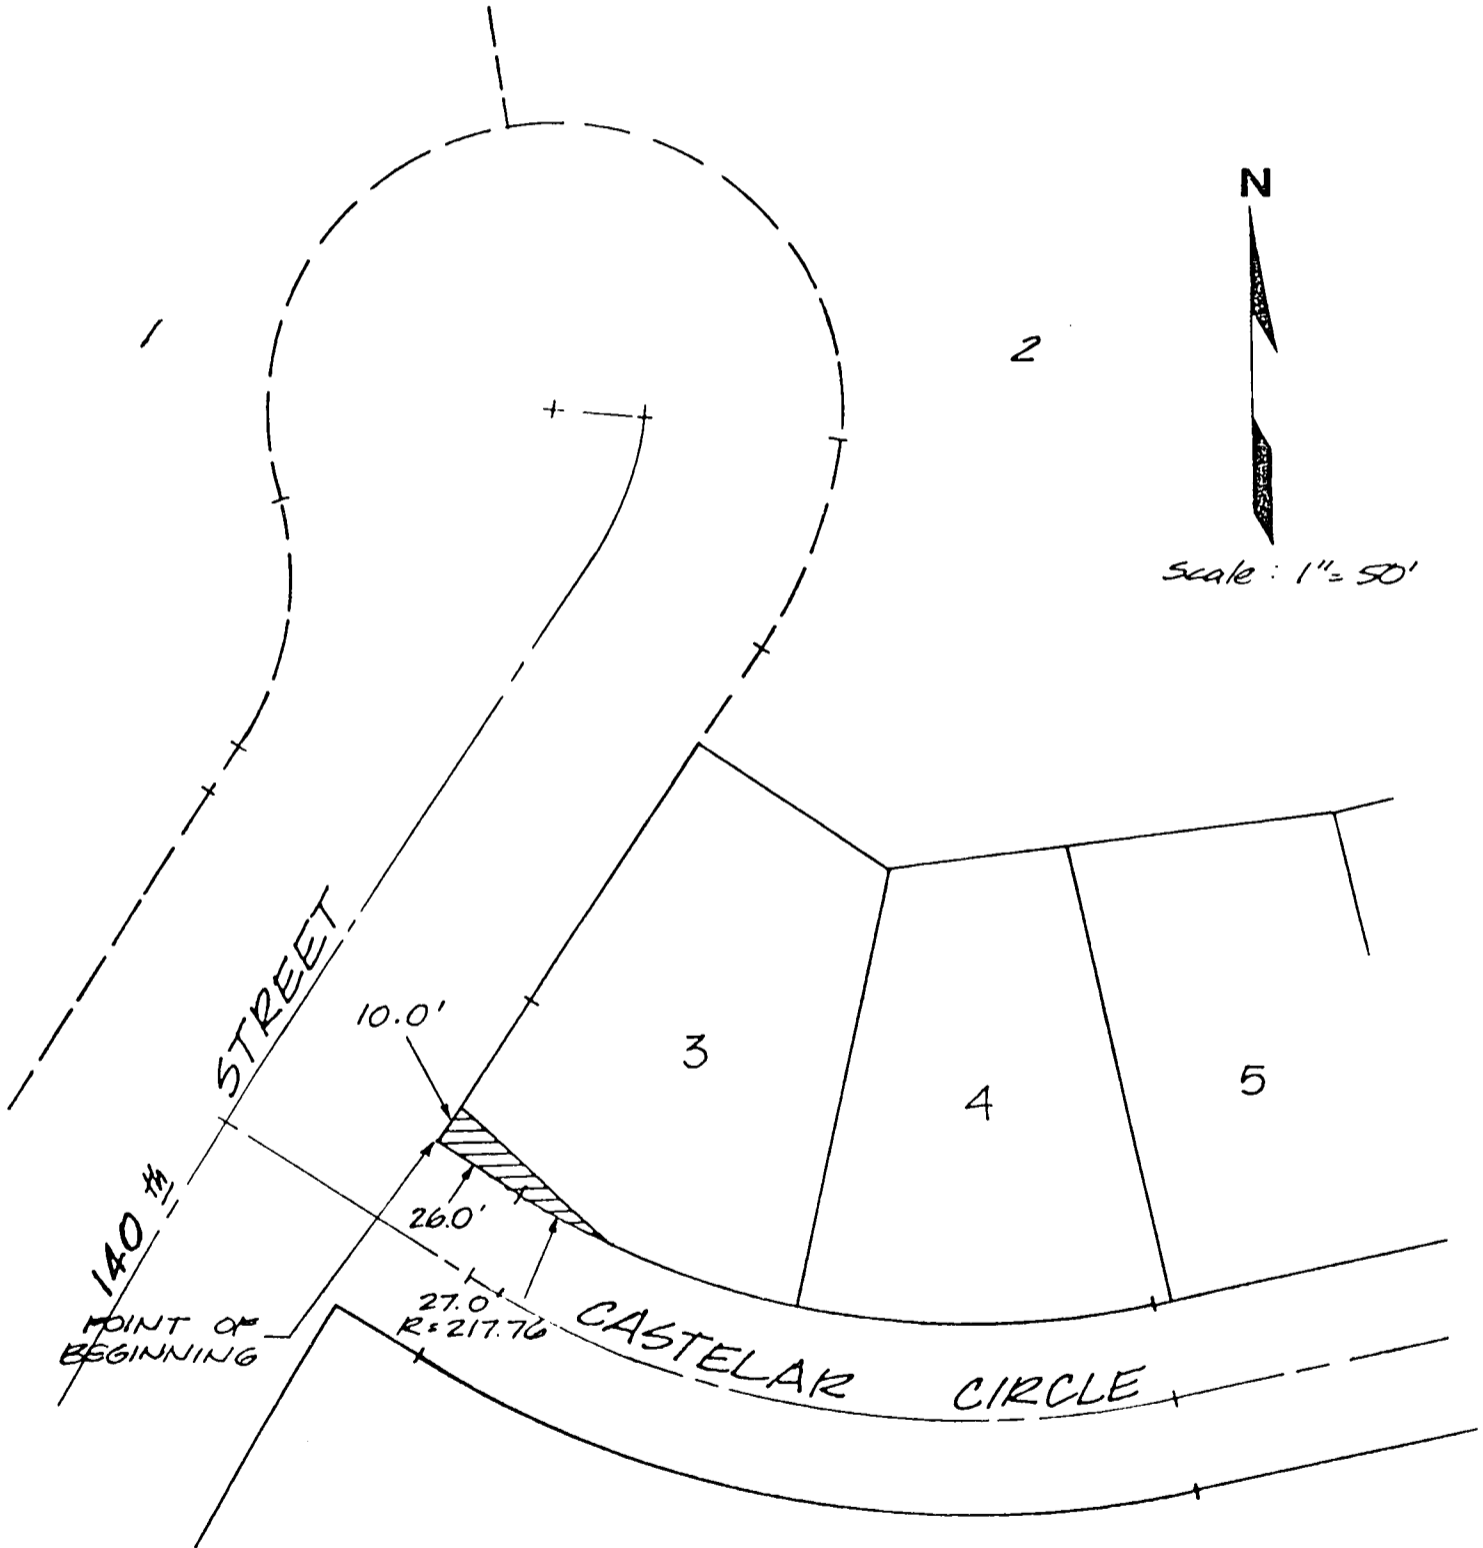 N
1
2
Scale : 1"= 50'
STREET
10.0'
3
4
5
140 th
26.0'
27.0'
R=217.76
POINT OF
BEGINNING
CASTELAR CIRCLE